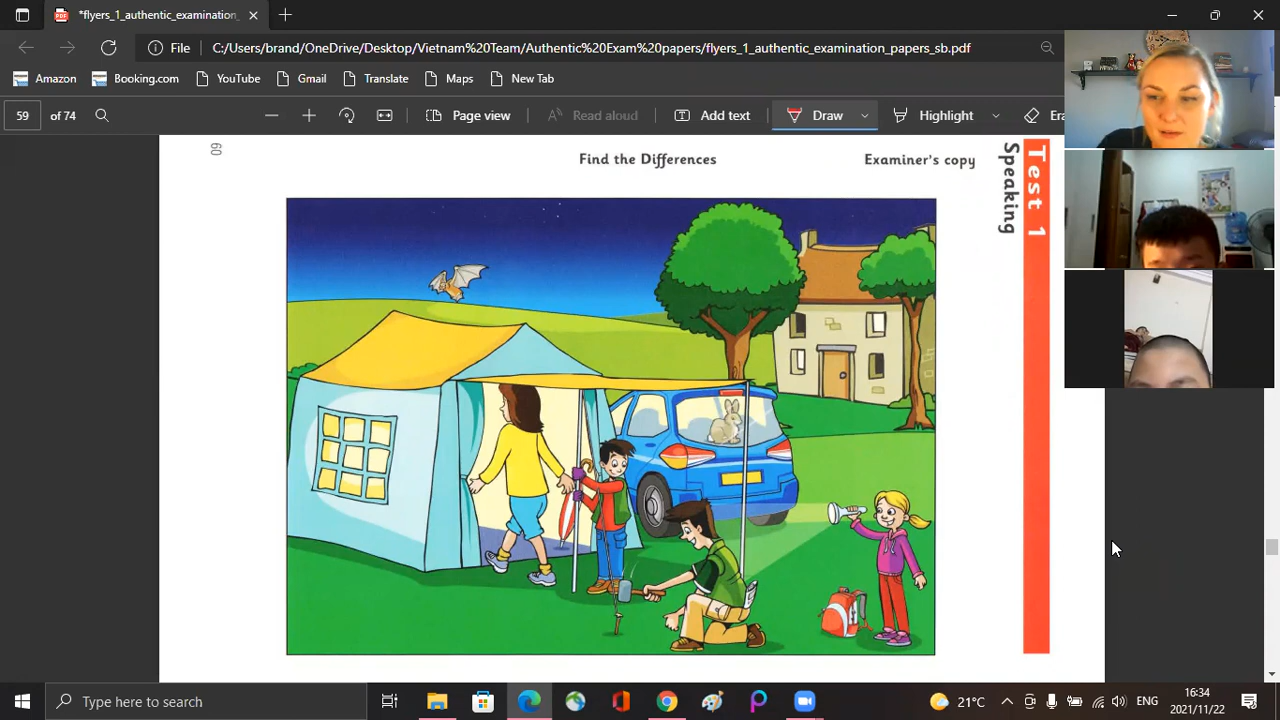 *flyers_1_authentic_examination_
File
C:/Users/brand/OneDrive/Desktop/Vietnam%20Team/Authentic%20Exam%20papers/flyers_1_authentic_examination_papers_sb.pdf
Amazon
Booking.com
YouTube
Gmail
Translate
Maps
New Tab
59
of 74
Page view
Read aloud
Add text
Draw
Highlight
Era
60
Find the Differences
Examiner's copy
Test 1
Speaking
Type here to search
21°C
ENG
16:34
2021/11/22